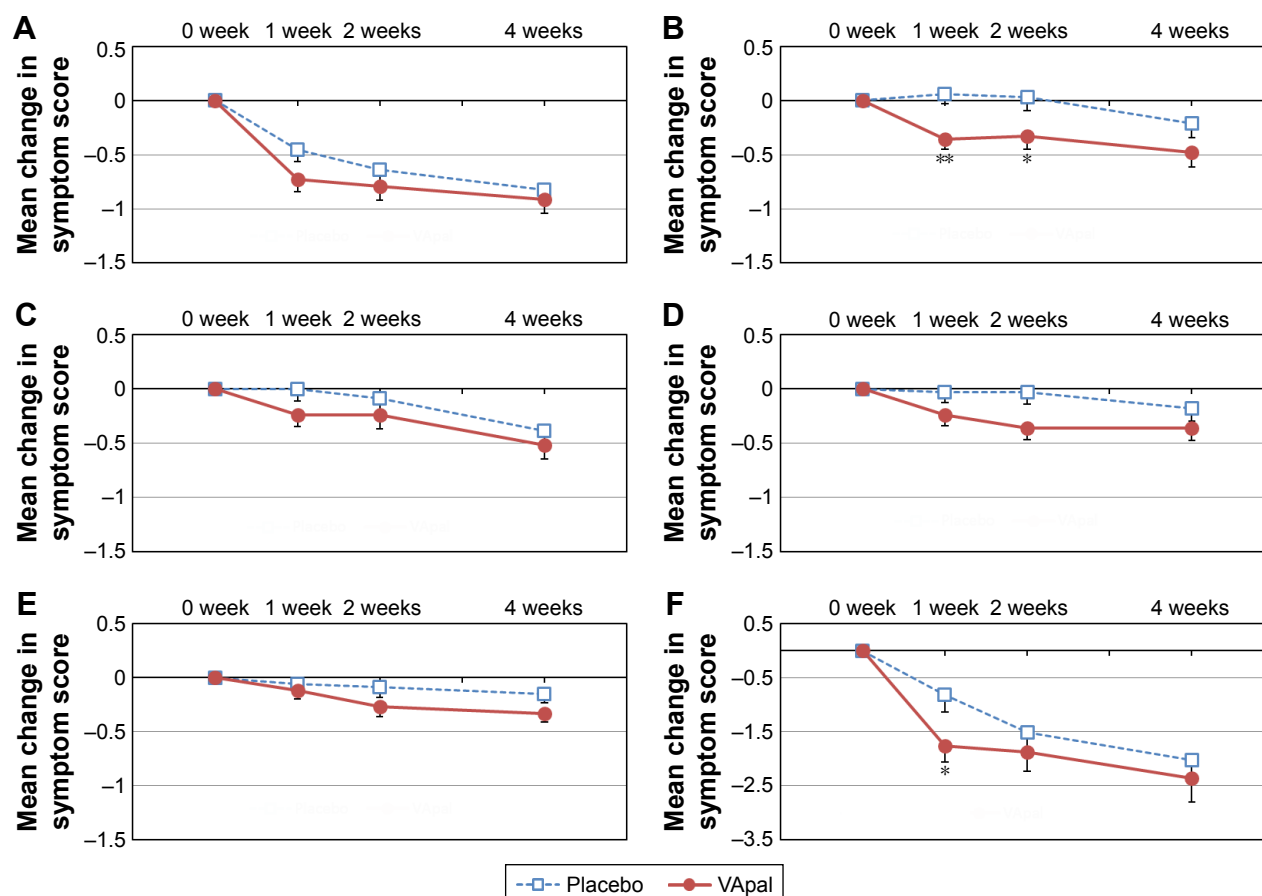 A
0 week 1 week 2 weeks 4 weeks
Mean change in
symptom score
0.5
0
–0.5
–1
–1.5
B
0 week 1 week 2 weeks 4 weeks
Mean change in
symptom score
0.5
0
–0.5
–1
–1.5
**
*
C
0 week 1 week 2 weeks 4 weeks
Mean change in
symptom score
0.5
0
–0.5
–1
–1.5
D
0 week 1 week 2 weeks 4 weeks
Mean change in
symptom score
0.5
0
–0.5
–1
–1.5
E
0 week 1 week 2 weeks 4 weeks
Mean change in
symptom score
0.5
0
–0.5
–1
–1.5
F
0 week 1 week 2 weeks 4 weeks
Mean change in
symptom score
0.5
–0.5
–1.5
–2.5
–3.5
*
Placebo VApal